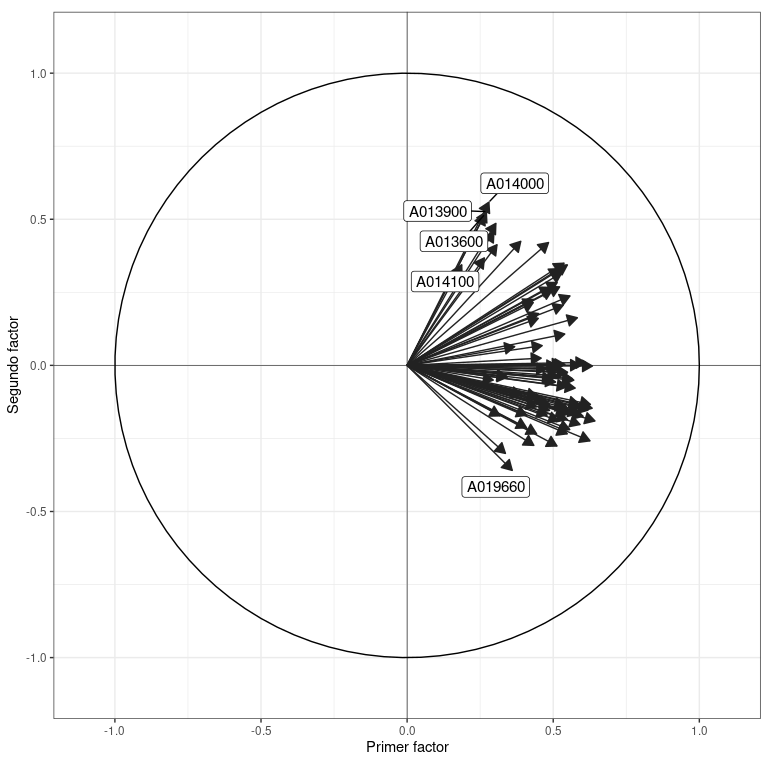 1.0
A014000
A013900
0.5
A013600
A014100
0.0
Segundo factor
A019660
-0.5
-1.0
-1.0 -0.5 0.0 0.5 1.0
Primer factor